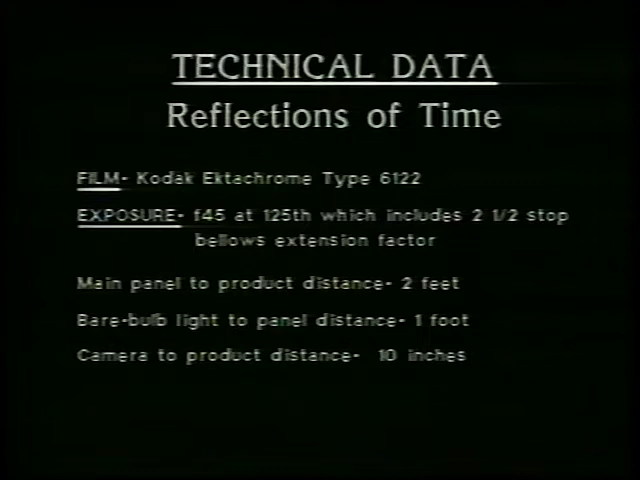 TECHNICAL DATA
Reflections of Time
FILM- Kodak Ektachrome Type 6122
EXPOSURE- f45 at 125th which includes 2 1/2 stop
bellows extension factor
Main panel to product distance- 2 feet
Bare-bulb light to panel distance- 1 foot
Camera to product distance- 10 inches